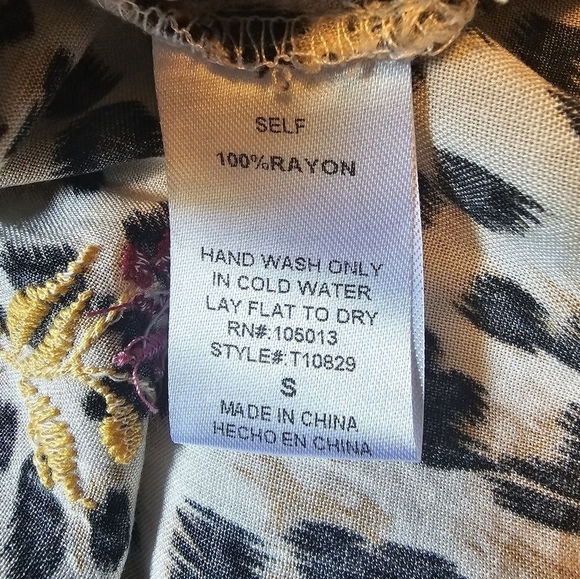 SELF
100%RAYON
HAND WASH ONLY
IN COLD WATER
LAY FLAT TO DRY
RN#:105013
STYLE#:T10829
S
MADE IN CHINA
HECHO EN CHINA